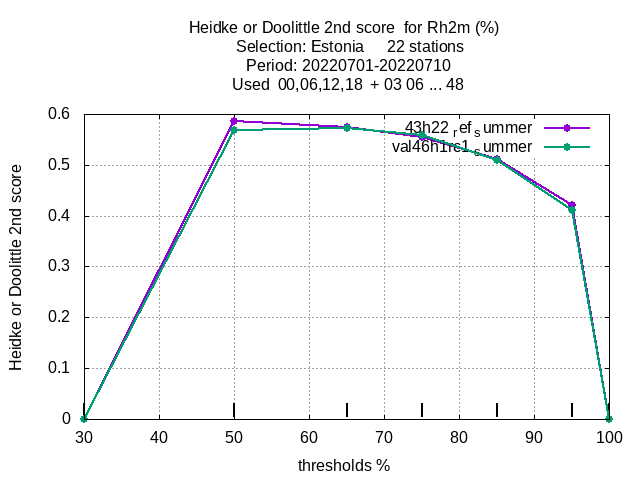 Heidke or Doolittle 2nd score  for Rh2m (%)
Selection: Estonia     22 stations
Period: 20220701-20220710
Used  00,06,12,18  + 03 06 ... 48
43h22 ref summer
val46h1rc1 summer
Heidke or Doolittle 2nd score
0.6
0.5
0.4
0.3
0.2
0.1
0
30 40 50 60 70 80 90 100
thresholds %